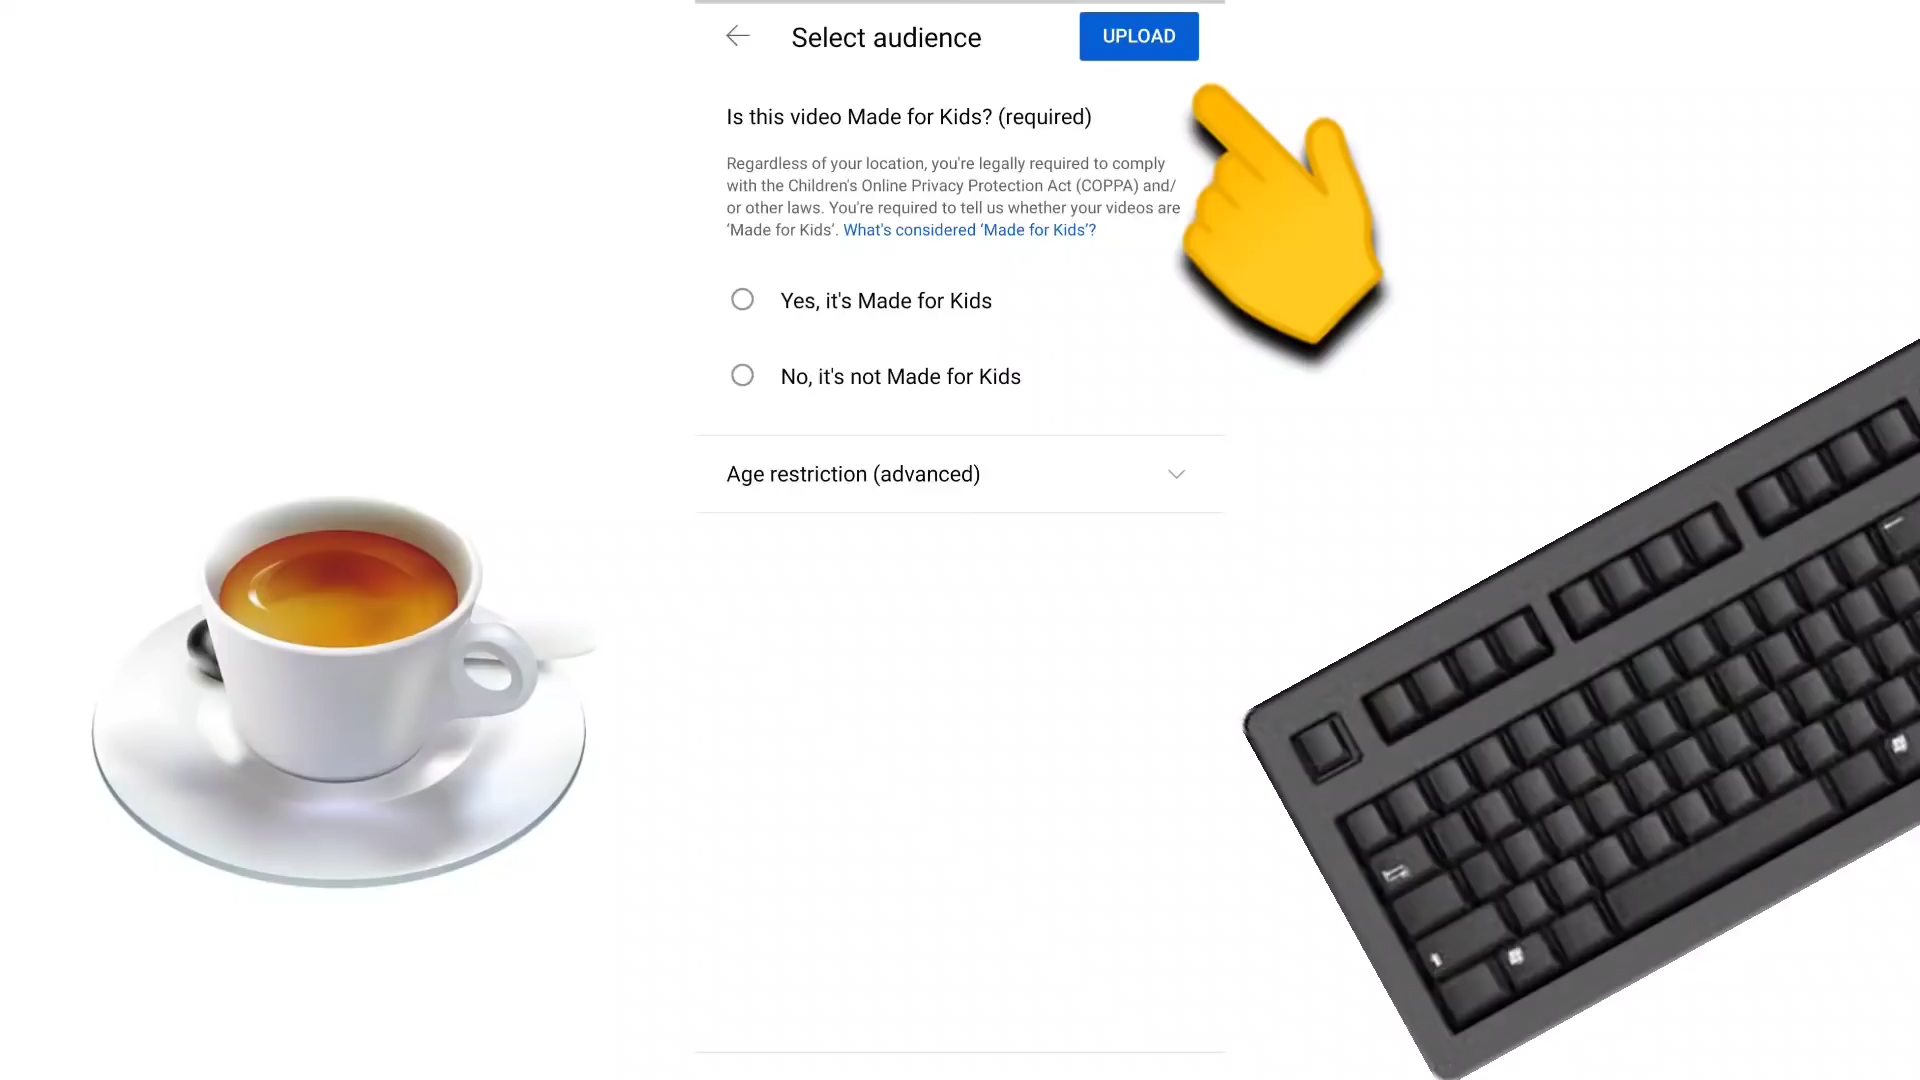 Select audience
UPLOAD
Is this video Made for Kids? (required)
Regardless of your location, you're legally required to comply
with the Children's Online Privacy Protection Act (COPPA) and/
or other laws. You're required to tell us whether your videos are
‘Made for Kids’. What's considered ‘Made for Kids’?
Yes, it's Made for Kids
No, it's not Made for Kids
Age restriction (advanced)